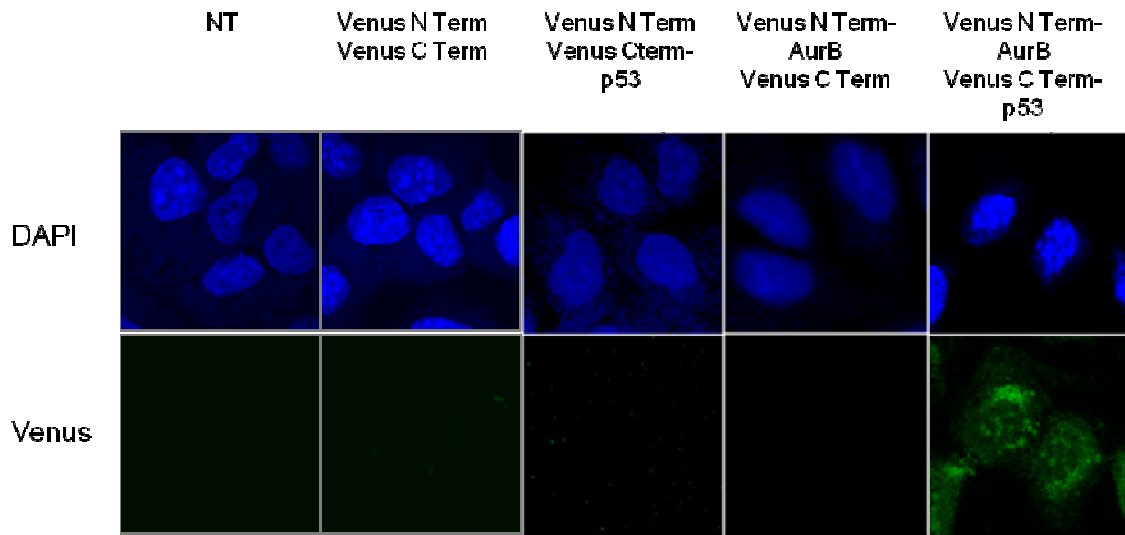 NT
Venus N Term
Venus C Term
Venus N Term
Venus Cterm-
p53
Venus N Term-
AurB
Venus C Term
Venus N Term-
AurB
Venus C Term-
p53
DAPI
Venus